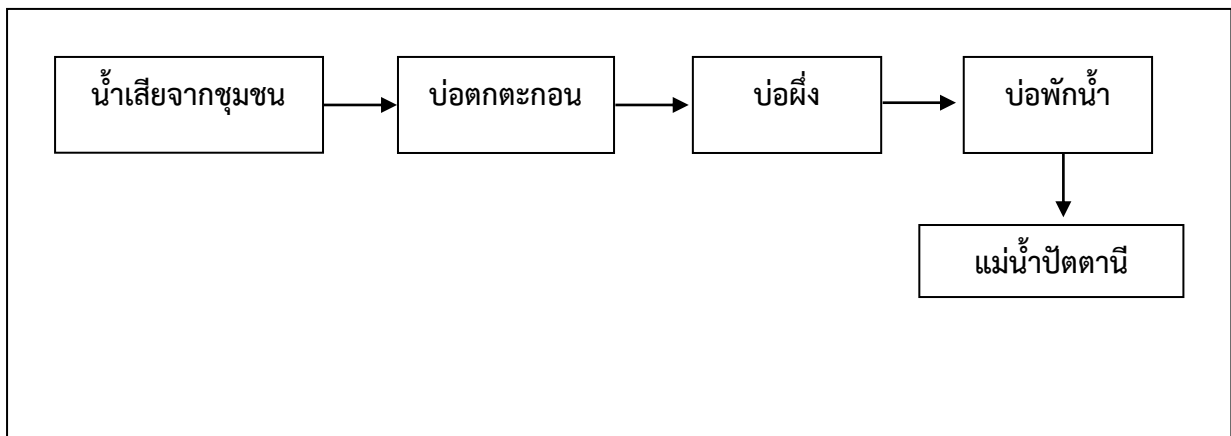 น้ำเสียจากชุมชน
บ่อตกตะกอน
บ่อผึ่ง
บ่อพักน้ำ
แม่น้ำปัตตานี